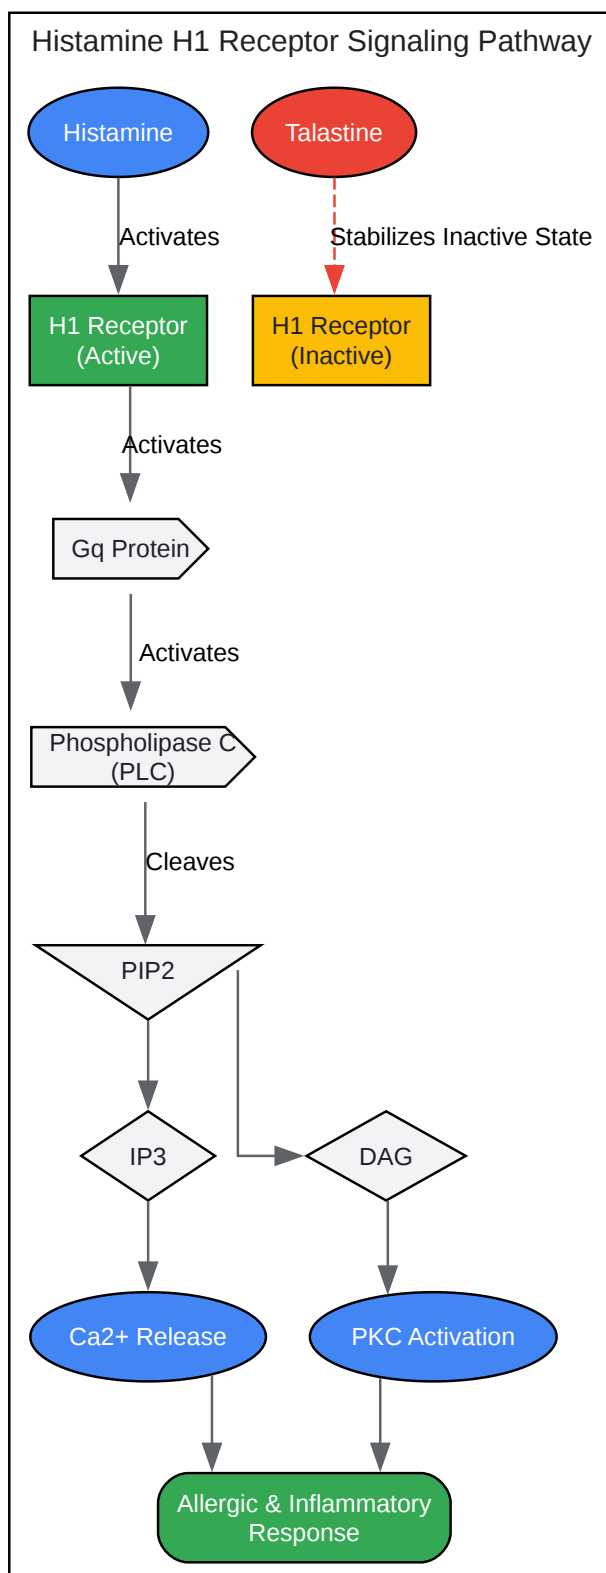 Histamine H1 Receptor Signaling Pathway
Histamine
Talastine
Activates
Stabilizes Inactive State
H1 Receptor
(Active)
H1 Receptor
(Inactive)
Activates
Gq Protein
Activates
Phospholipase C
(PLC)
Cleaves
PIP2
IP3
DAG
Ca2+ Release
PKC Activation
Allergic & Inflammatory
Response